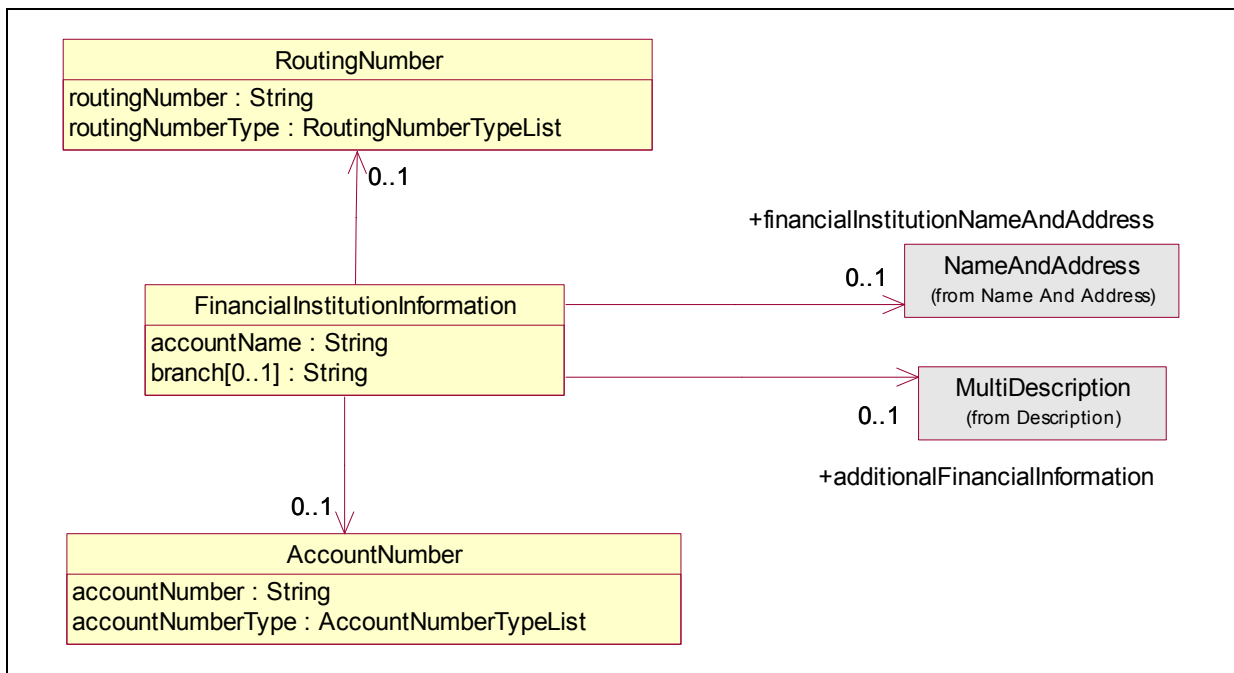 RoutingNumber
routingNumber : String
routingNumberType : RoutingNumberTypeList
0..1
+financialInstitutionNameAndAddress
0..1
NameAndAddress
(from Name And Address)
FinancialInstitutionInformation
accountName : String
branch[0..1] : String
MultiDescription
(from Description)
0..1
+additionalFinancialInformation
0..1
AccountNumber
accountNumber : String
accountNumberType : AccountNumberTypeList